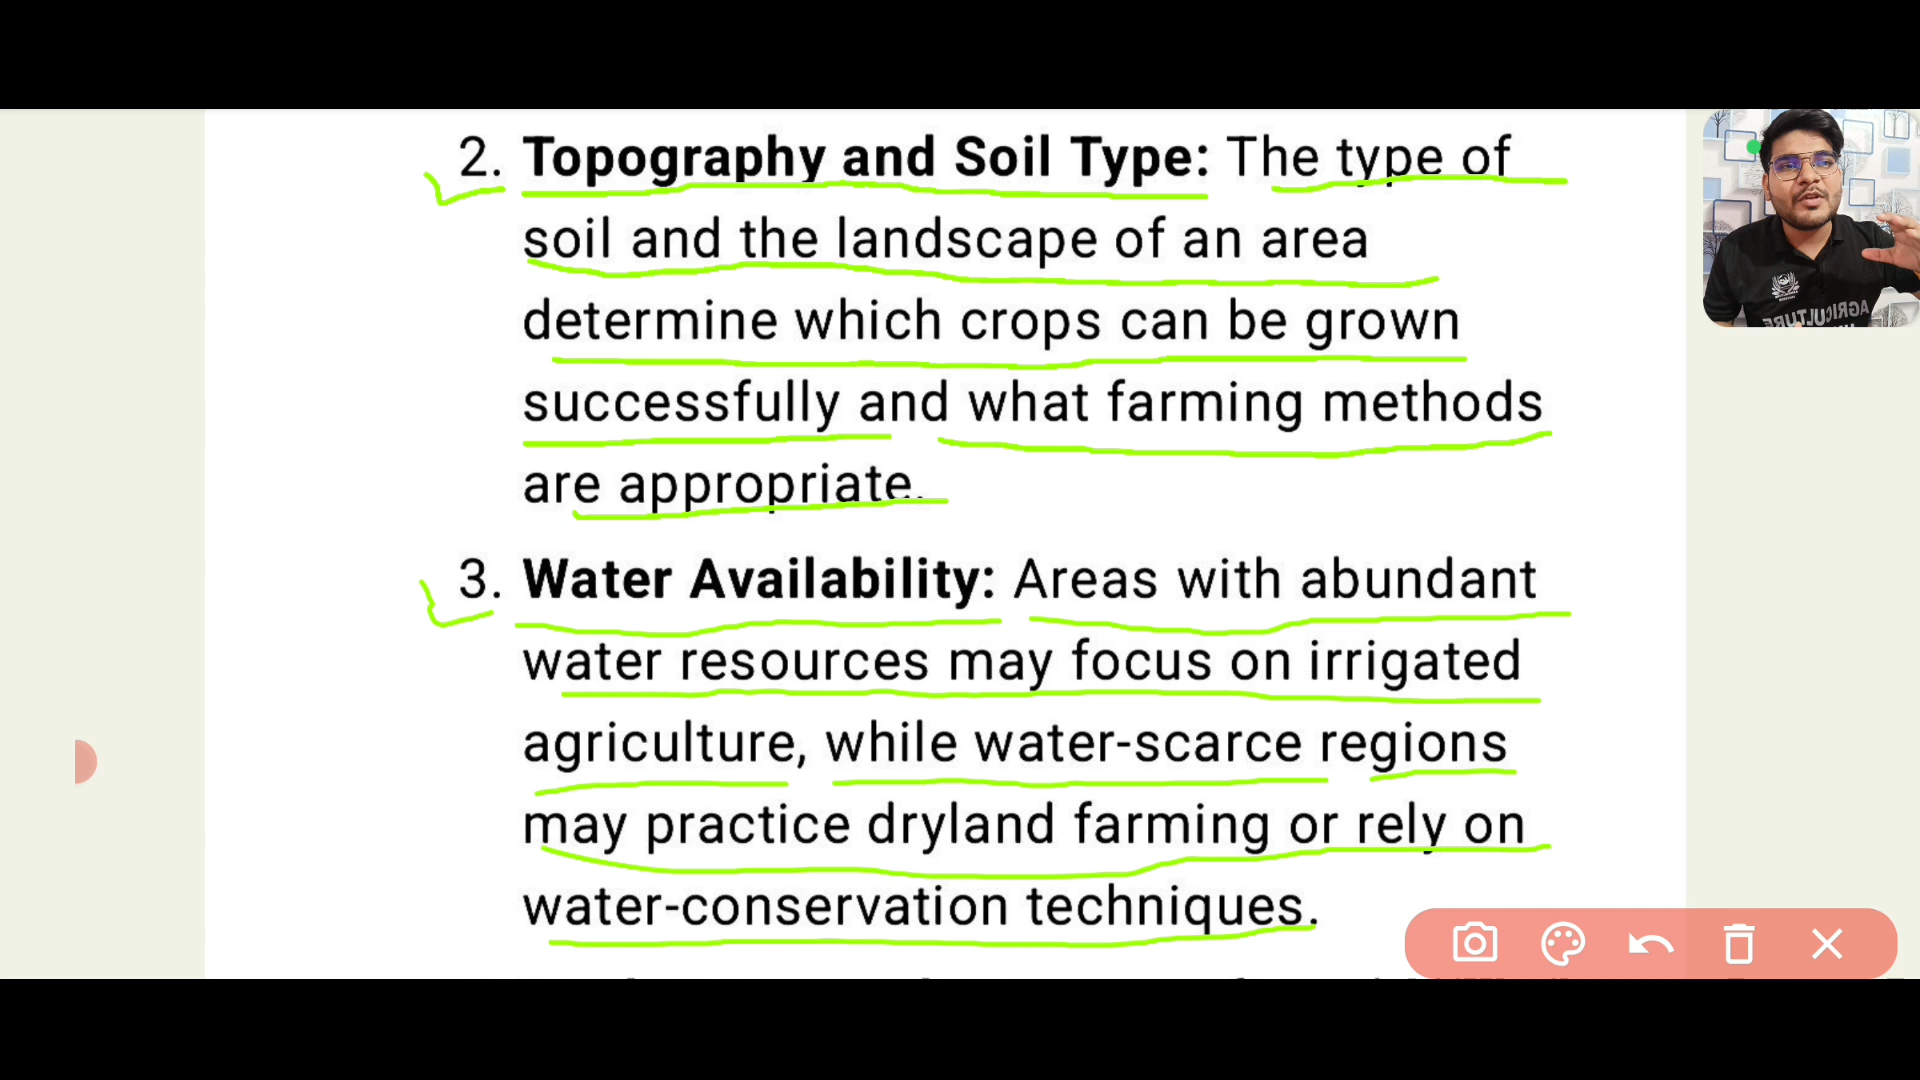 2. Topography and Soil Type: The type of
soil and the landscape of an area
determine which crops can be grown
successfully and what farming methods
are appropriate.
3. Water Availability: Areas with abundant
water resources may focus on irrigated
agriculture, while water-scarce regions
may practice dryland farming or rely on
water-conservation techniques.
AGRICULTURE